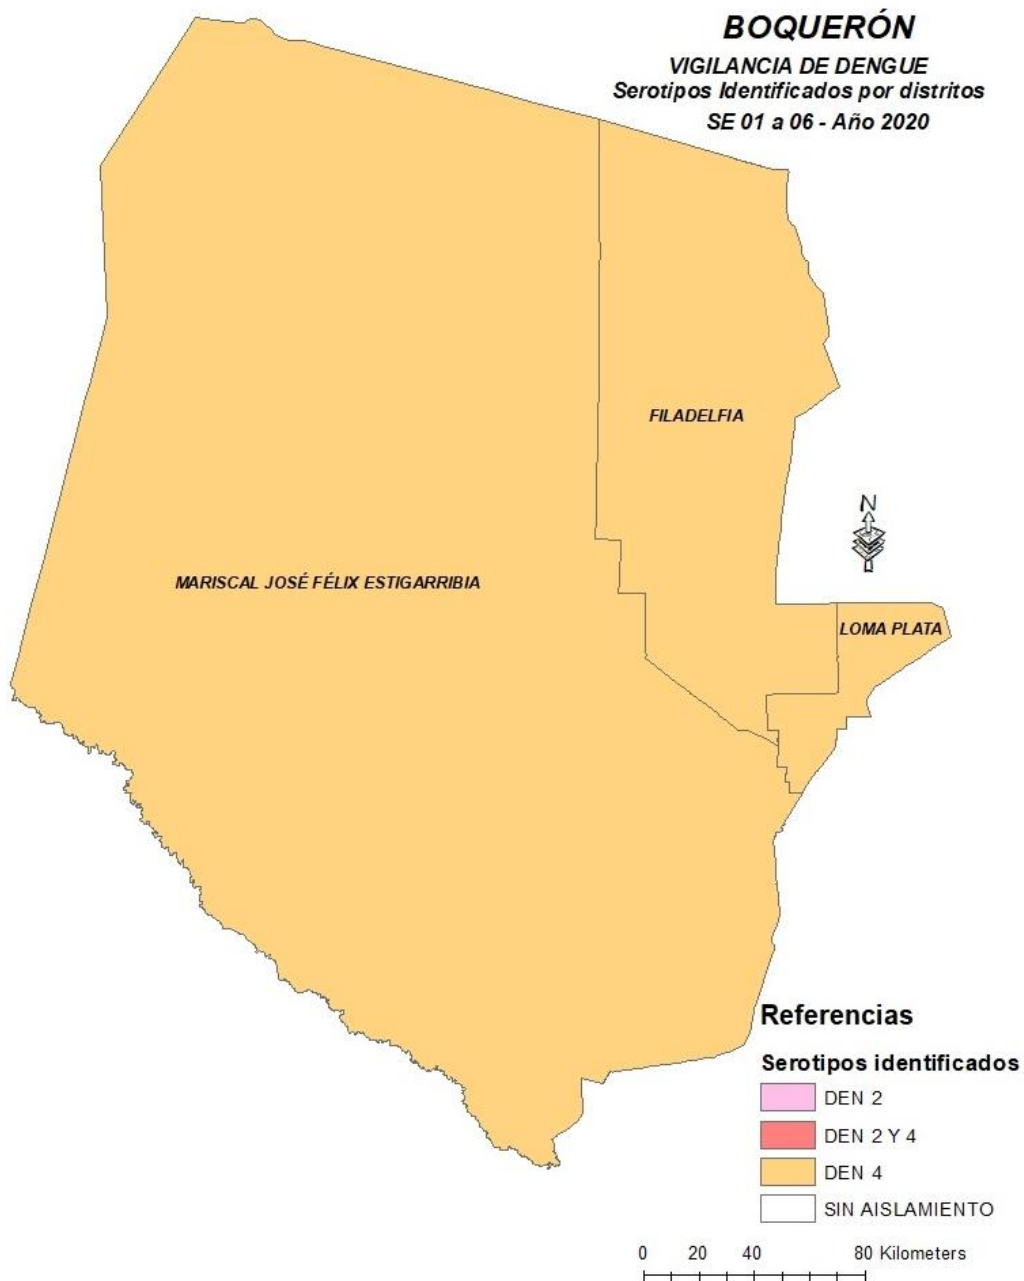 BOQUERÓN
VIGILANCIA DE DENGUE
Serotipos Identificados por distritos
SE 01 a 06 - Año 2020
FILADELFIA
N
MARISCAL JOSÉ FÉLIX ESTIGARRIBIA
LOMA PLATA
Referencias
Serotipos identificados
DEN 2
DEN 2 Y 4
DEN 4
SIN AISLAMIENTO
0 20 40 80 Kilometers